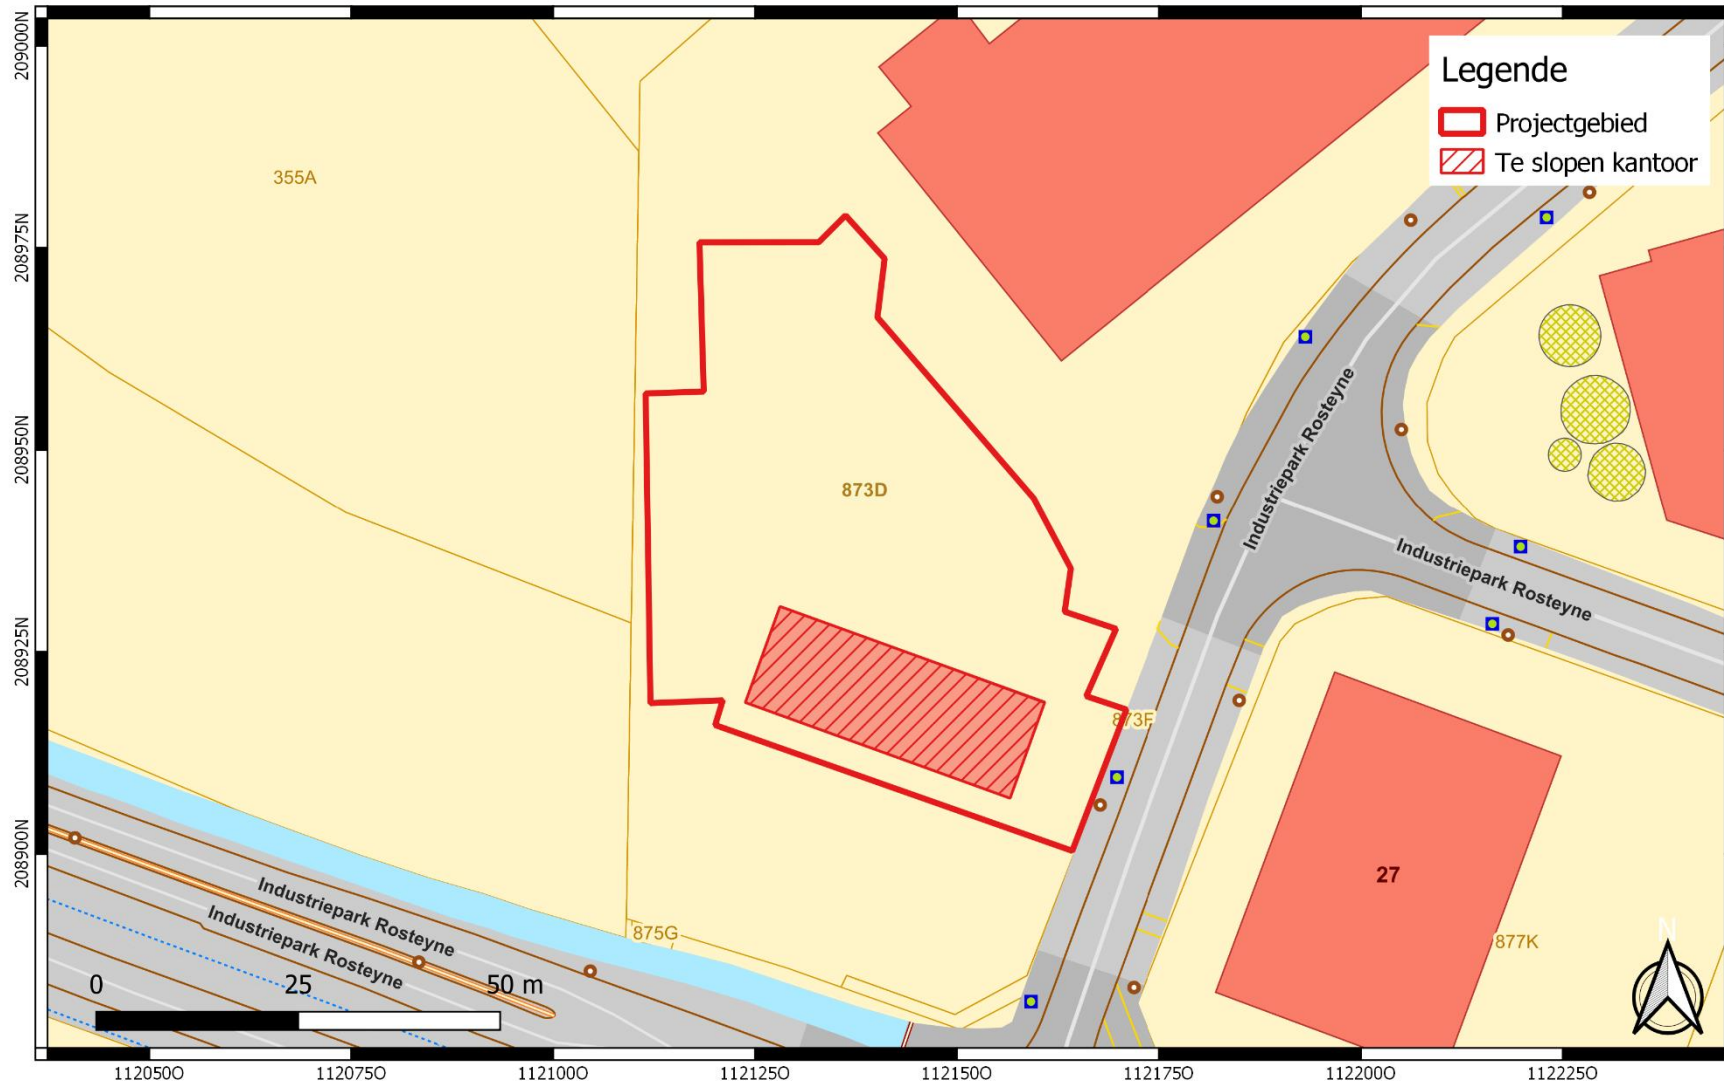 Legende
Projectgebied
Te slopen kantoor
209000N
208975N
208950N
208925N
208900N
355A
873D
873F
875G
877K
27
Industriepark Rosteyne
Industriepark Rosteyne
Industriepark Rosteyne
Industriepark Rosteyne
0 25 50 m
N
112050O 112075O 112100O 112125O 112150O 112175O 112200O 112225O